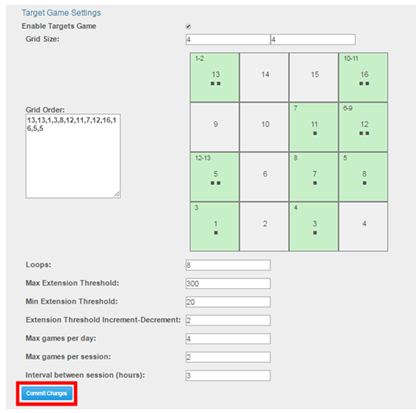 Target Game Settings
Enable Targets Game
Grid Size: 4 4
1-2 10-11
13 14 15 16
7 6-9
9 10 11 12
12-13 8 5
5 6 7 8
3 4
1 2 3 4
Grid Order:
13,13,1,3,8,12,11,7,12,16,1
6,5,5
Loops: 8
Max Extension Threshold: 300
Min Extension Threshold: 20
Extension Threshold Increment-Decrement: 2
Max games per day: 4
Max games per session: 2
Interval between session (hours): 3
Commit Changes